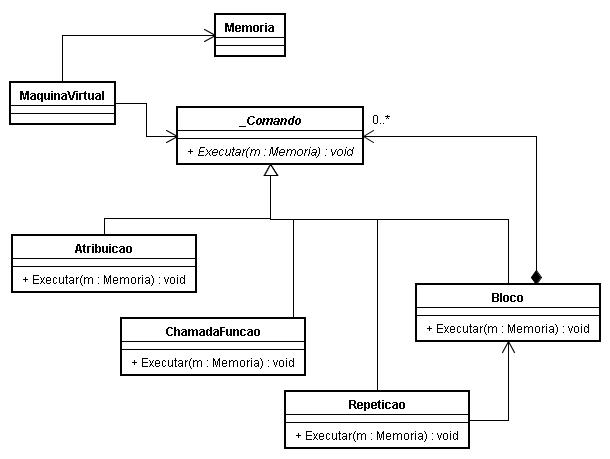 Memoria
MaquinaVirtual
_Comando
0..*
+ Executar(m : Memoria) : void
Atribuicao
+ Executar(m : Memoria) : void
Bloco
+ Executar(m : Memoria) : void
ChamadaFuncao
+ Executar(m : Memoria) : void
Repeticao
+ Executar(m : Memoria) : void